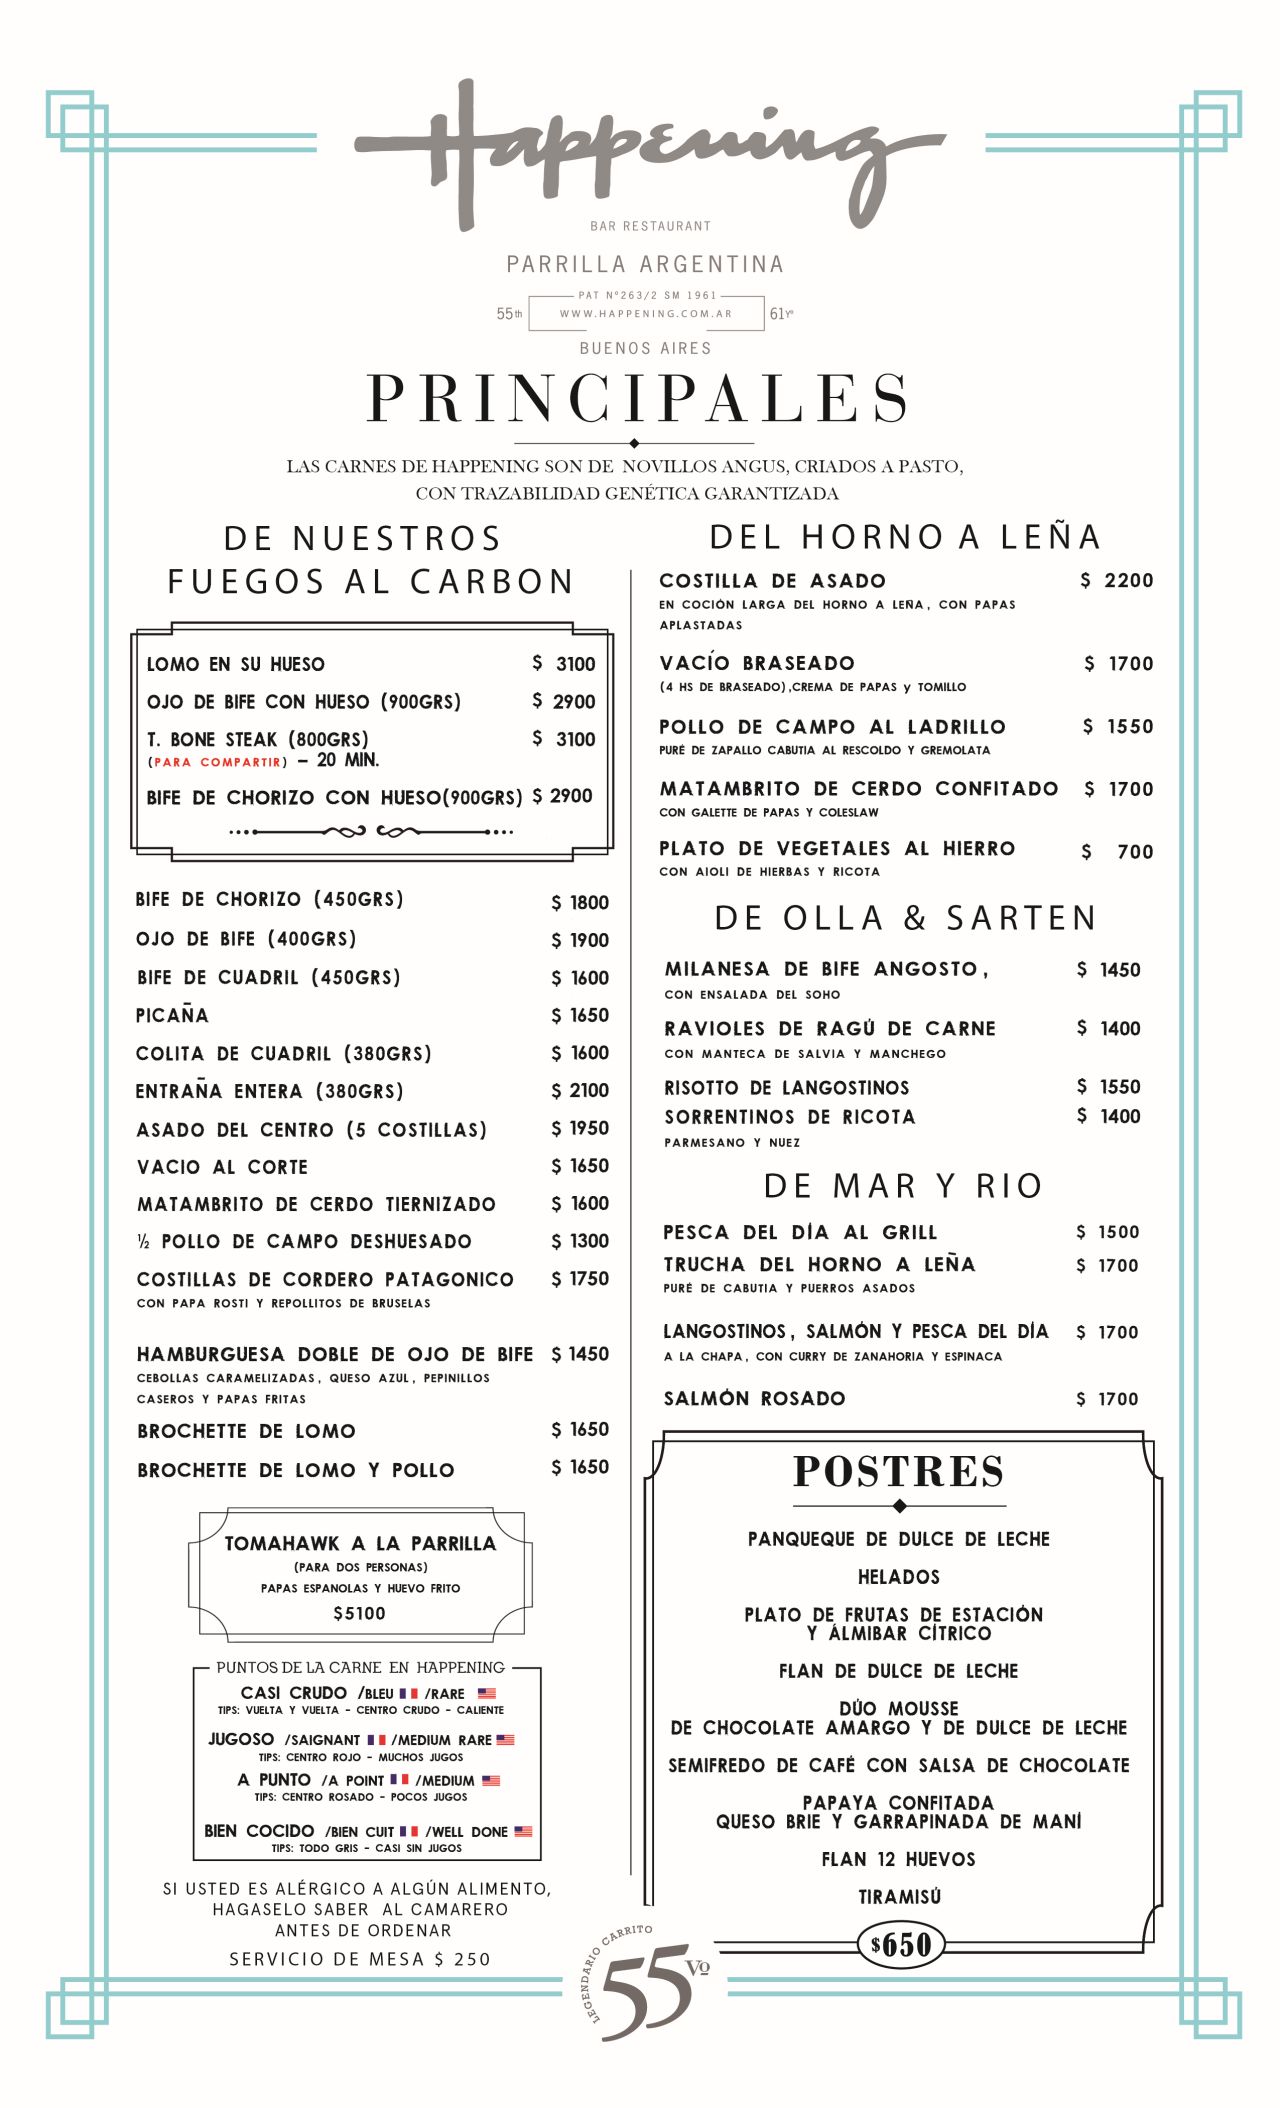 Happening
BAR RESTAURANT
PARRILLA ARGENTINA
PAT N°263/2 SM 1961
55th WWW.HAPPENING.COM.AR 61Yº
BUENOS AIRES
PRINCIPALES
LAS CARNES DE HAPPENING SON DE NOVILLOS ANGUS, CRIADOS A PASTO,
CON TRAZABILIDAD GENÉTICA GARANTIZADA
DE NUESTROS
FUEGOS AL CARBON
LOMO EN SU HUESO $ 3100
OJO DE BIFE CON HUESO (900GRS) $ 2900
T. BONE STEAK (800GRS) $ 3100
(PARA COMPARTIR) – 20 MIN.
BIFE DE CHORIZO CON HUESO(900GRS) $ 2900
BIFE DE CHORIZO (450GRS) $ 1800
OJO DE BIFE (400GRS) $ 1900
BIFE DE CUADRIL (450GRS) $ 1600
PICAÑA $ 1650
COLITA DE CUADRIL (380GRS) $ 1600
ENTRAÑA ENTERA (380GRS) $ 2100
ASADO DEL CENTRO (5 COSTILLAS) $ 1950
VACIO AL CORTE $ 1650
MATAMBRITO DE CERDO TIERNIZADO $ 1600
½ POLLO DE CAMPO DESHUESADO $ 1300
COSTILLAS DE CORDERO PATAGONICO $ 1750
CON PAPA ROSTI Y REPOLLITOS DE BRUSELAS
HAMBURGUESA DOBLE DE OJO DE BIFE $ 1450
CEBOLLAS CARAMELIZADAS, QUESO AZUL, PEPINILLOS
CASEROS Y PAPAS FRITAS
BROCHETTE DE LOMO $ 1650
BROCHETTE DE LOMO Y POLLO $ 1650
TOMAHAWK A LA PARRILLA
(PARA DOS PERSONAS)
PAPAS ESPANOLAS Y HUEVO FRITO
$5100
PUNTOS DE LA CARNE EN HAPPENING
CASI CRUDO /BLEU /RARE
TIPS: VUELTA Y VUELTA - CENTRO CRUDO - CALIENTE
JUGOSO /SAIGNANT /MEDIUM RARE
TIPS: CENTRO ROJO - MUCHOS JUGOS
A PUNTO /A POINT /MEDIUM
TIPS: CENTRO ROSADO - POCOS JUGOS
BIEN COCIDO /BIEN CUIT /WELL DONE
TIPS: TODO GRIS - CASI SIN JUGOS
SI USTED ES ALÉRGICO A ALGÚN ALIMENTO,
HAGASELO SABER AL CAMARERO
ANTES DE ORDENAR
SERVICIO DE MESA $ 250
DEL HORNO A LEÑA
COSTILLA DE ASADO $ 2200
EN COCIÓN LARGA DEL HORNO A LEÑA, CON PAPAS
APLASTADAS
VACÍO BRASEADO $ 1700
(4 HS DE BRASEADO),CREMA DE PAPAS y TOMILLO
POLLO DE CAMPO AL LADRILLO $ 1550
PURÉ DE ZAPALLO CABUTIA AL RESCOLDO Y GREMOLATA
MATAMBRITO DE CERDO CONFITADO $ 1700
CON GALETTE DE PAPAS Y COLESLAW
PLATO DE VEGETALES AL HIERRO $ 700
CON AIOLI DE HIERBAS Y RICOTA
DE OLLA & SARTEN
MILANESA DE BIFE ANGOSTO, $ 1450
CON ENSALADA DEL SOHO
RAVIOLES DE RAGÚ DE CARNE $ 1400
CON MANTECA DE SALVIA Y MANCHEGO
RISOTTO DE LANGOSTINOS $ 1550
SORRENTINOS DE RICOTA $ 1400
PARMESANO Y NUEZ
DE MAR Y RIO
PESCA DEL DÍA AL GRILL $ 1500
TRUCHA DEL HORNO A LEÑA $ 1700
PURÉ DE CABUTIA Y PUERROS ASADOS
LANGOSTINOS, SALMÓN Y PESCA DEL DÍA $ 1700
A LA CHAPA, CON CURRY DE ZANAHORIA Y ESPINACA
SALMÓN ROSADO $ 1700
POSTRES
PANQUEQUE DE DULCE DE LECHE
HELADOS
PLATO DE FRUTAS DE ESTACIÓN
Y ÁLMIBAR CÍTRICO
FLAN DE DULCE DE LECHE
DÚO MOUSSE
DE CHOCOLATE AMARGO Y DE DULCE DE LECHE
SEMIFREDO DE CAFÉ CON SALSA DE CHOCOLATE
PAPAYA CONFITADA
QUESO BRIE Y GARRAPINADA DE MANÍ
FLAN 12 HUEVOS
TIRAMISÚ
$650
LEGENDARIO CARRITO
55 Vº